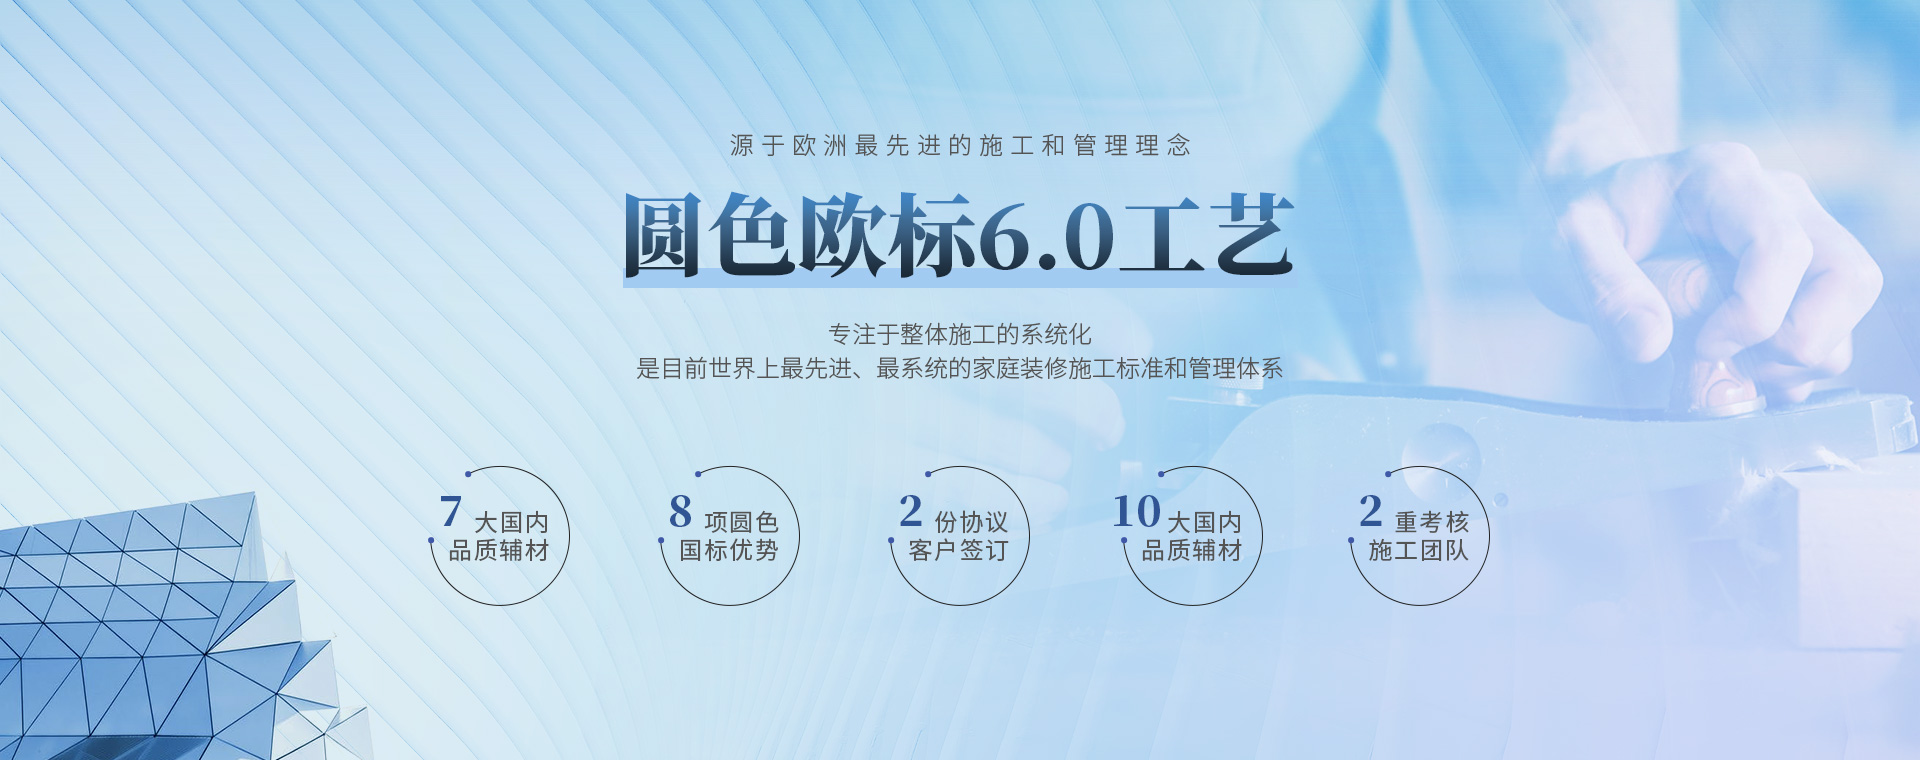 源于欧洲最先进的施工和管理理念
圆色欧标6.0工艺
专注于整体施工的系统化
是目前世界上最先进、最系统的家庭装修施工标准和管理体系
7 大国内
品质辅材
8 项圆色
国标优势
2 份协议
客户签订
10 大国内
品质辅材
2 重考核
施工团队